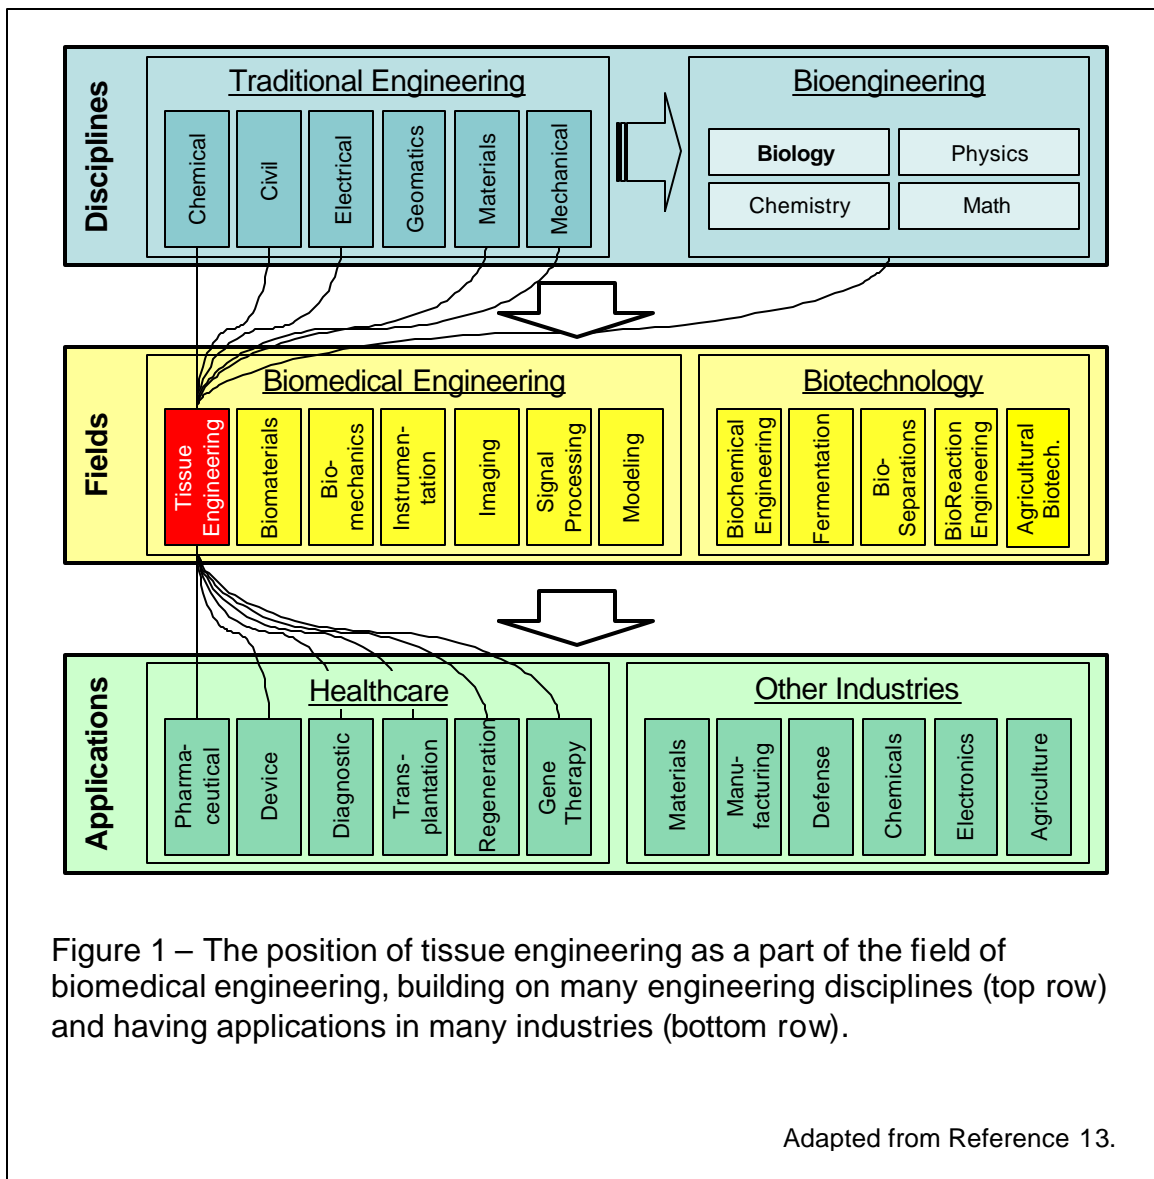 Disciplines
Traditional Engineering
Chemical
Civil
Electrical
Geomatics
Materials
Mechanical
Bioengineering
Biology
Physics
Chemistry
Math
Fields
Biomedical Engineering
Tissue
Engineering
Biomaterials
Bio-
mechanics
Instrumen-
tation
Imaging
Signal
Processing
Modeling
Biotechnology
Biochemical
Engineering
Fermentation
Bio-
Separations
BioReaction
Engineering
Agricultural
Biotech.
Applications
Healthcare
Pharma-
ceutical
Device
Diagnostic
Trans-
plantation
Regeneration
Gene
Therapy
Other Industries
Materials
Manu-
facturing
Defense
Chemicals
Electronics
Agriculture
Figure 1 – The position of tissue engineering as a part of the field of
biomedical engineering, building on many engineering disciplines (top row)
and having applications in many industries (bottom row).
Adapted from Reference 13.